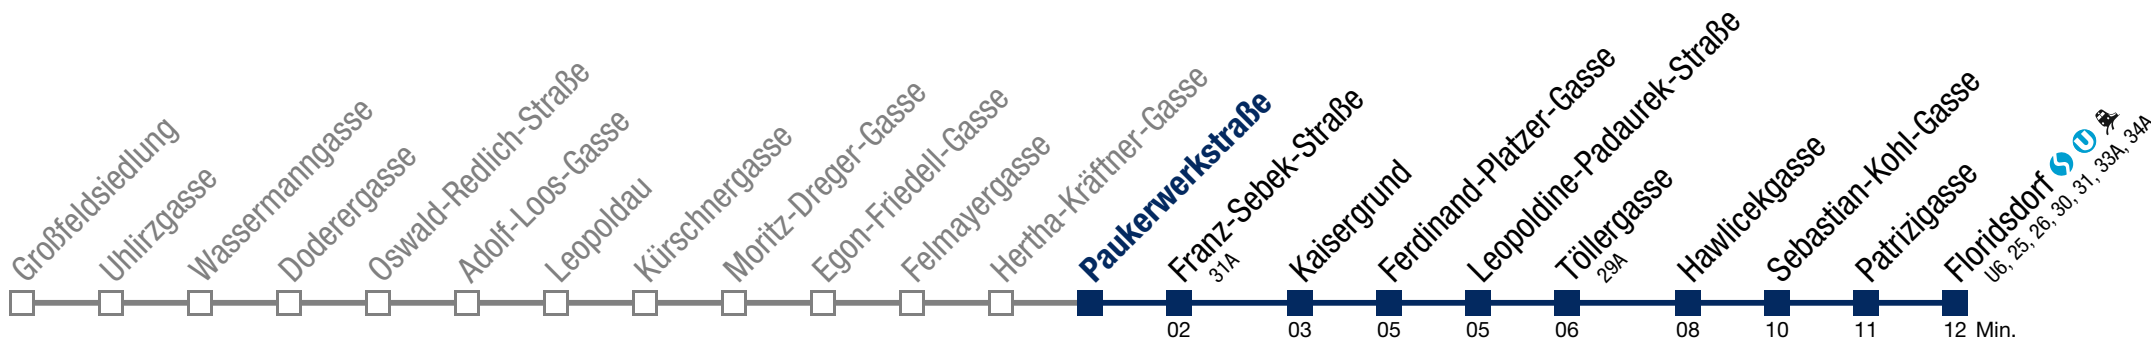 Großfeldsiedlung
Uhlirzgasse
Wassermanngasse
Doderergasse
Oswald-Redlich-Straße
Adolf-Loos-Gasse
Leopoldau
Kürschnergasse
Moritz-Dreger-Gasse
Egon-Friedell-Gasse
Felmayergasse
Hertha-Kräftner-Gasse
Paukerwerkstraße
Franz-Sebek-Straße
31A
Kaisergrund
Ferdinand-Platzer-Gasse
Leopoldine-Padaurek-Straße
Töllergasse
29A
Hawlicekgasse
Sebastian-Kohl-Gasse
Patrizigasse
Floridsdorf S U
U6, 25, 26, 30, 31, 33A, 34A
02 03 05 05 06 08 10 11 12 Min.